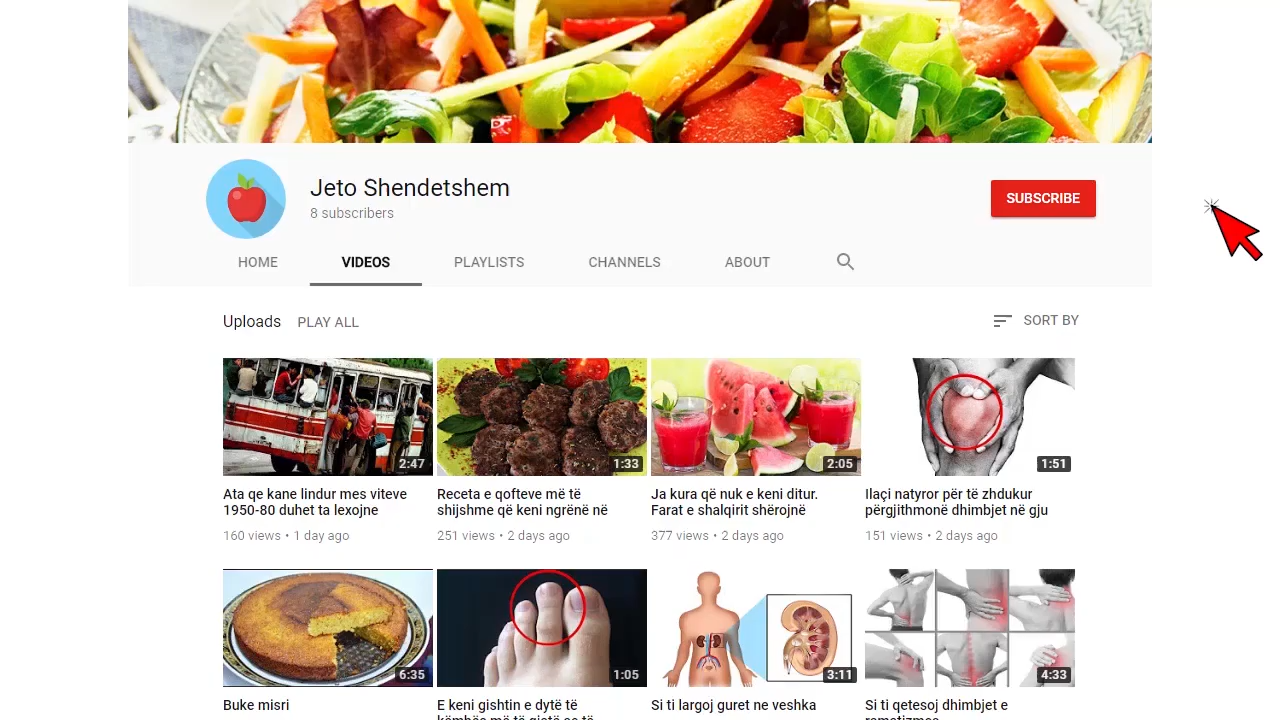 Jeto Shendetshem
8 subscribers
SUBSCRIBE
HOME VIDEOS PLAYLISTS CHANNELS ABOUT
Uploads PLAY ALL SORT BY
2:47 1:33 2:05 1:51
Ata qe kane lindur mes viteve
1950-80 duhet ta lexojne
160 views • 1 day ago
Receta e qofteve më të
shijshme që keni ngrënë në
251 views • 2 days ago
Ja kura që nuk e keni ditur.
Farat e shalqirit shërojnë
377 views • 2 days ago
Ilaçi natyror për të zhdukur
përgjithmonë dhimbjet në gju
151 views • 2 days ago
6:35 1:05 3:11 4:33
Buke misri
E keni gishtin e dytë të
Si ti largoj guret ne veshka
Si ti qetesoj dhimbjet e